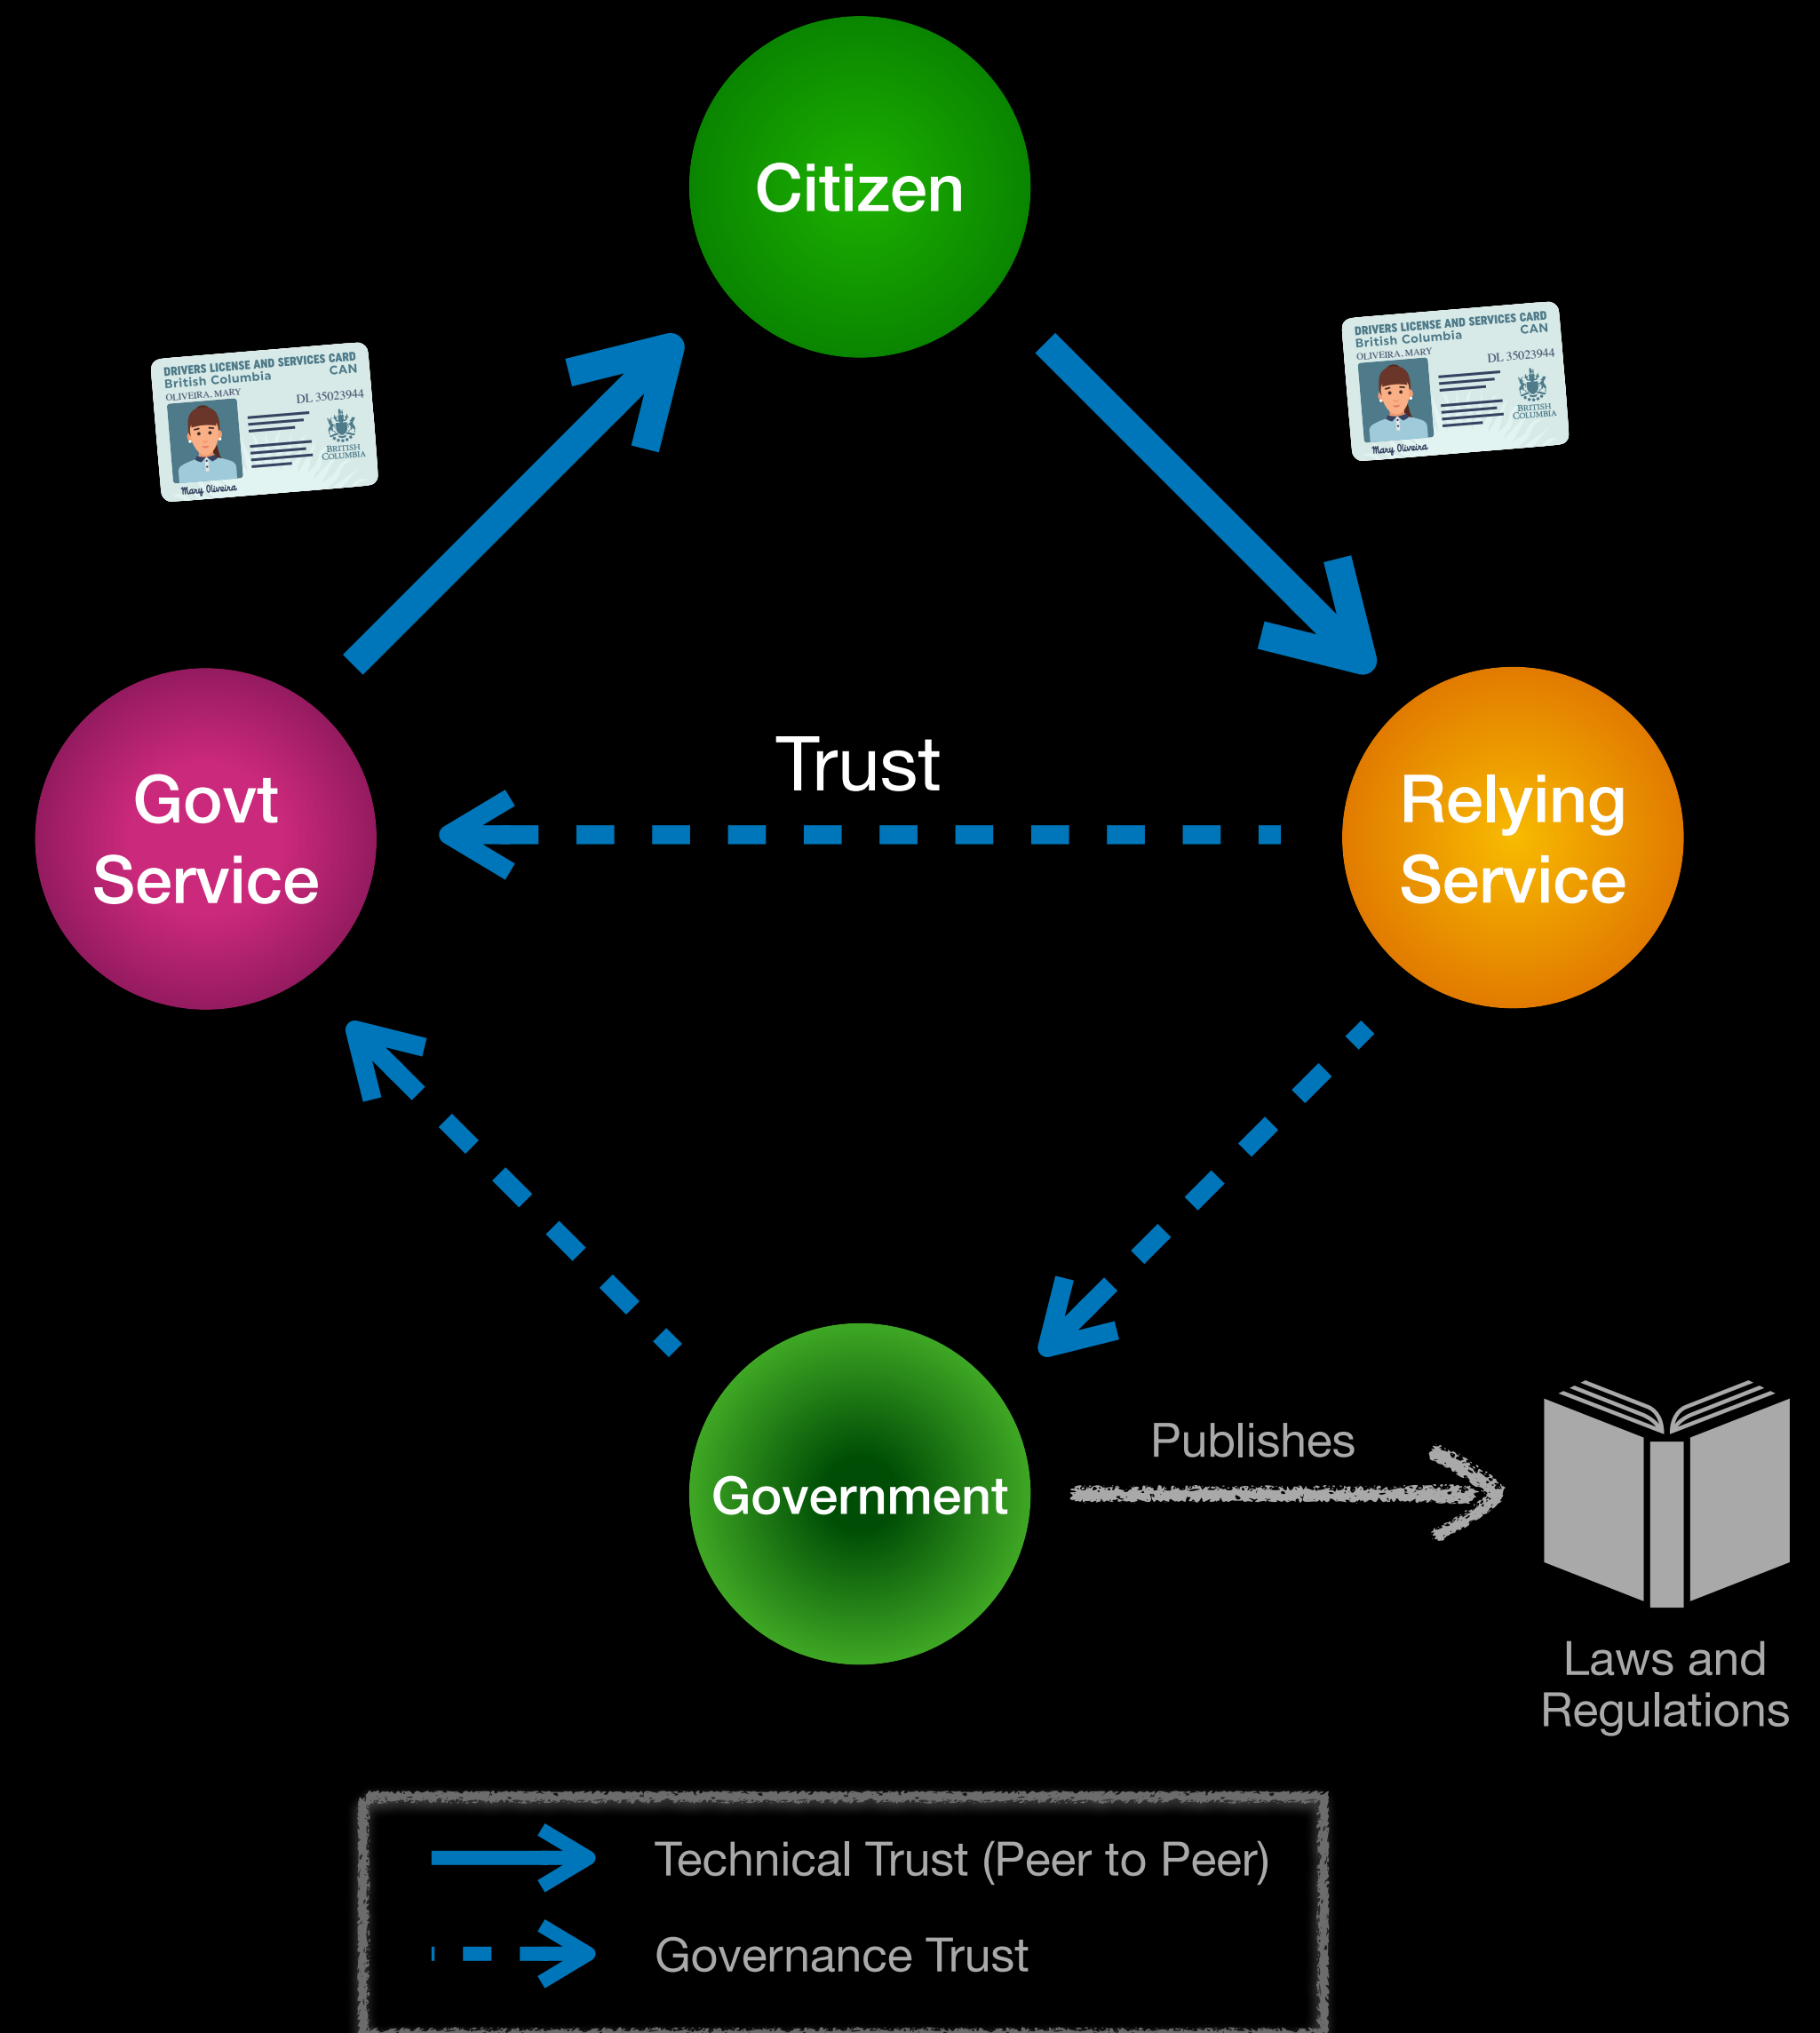 Citizen
DRIVERS LICENSE AND SERVICES CARD
British Columbia CAN
OLIVEIRA, MARY
DL 35023944
BRITISH
COLUMBIA
Mary Oliveira
DRIVERS LICENSE AND SERVICES CARD
British Columbia CAN
OLIVEIRA, MARY
DL 35023944
BRITISH
COLUMBIA
Mary Oliveira
Trust
Govt
Service
Relying
Service
Government
Publishes
Laws and
Regulations
Technical Trust (Peer to Peer)
Governance Trust